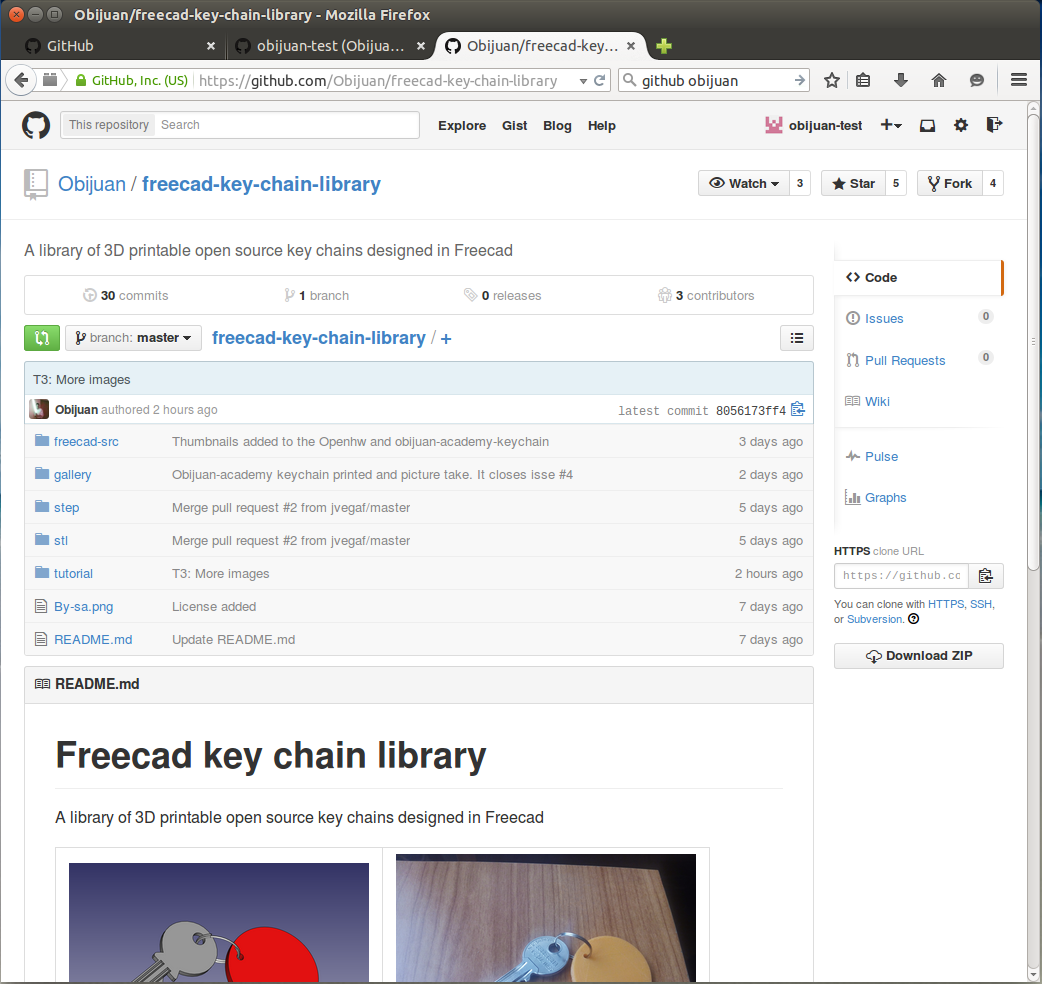 Obijuan/freecad-key-chain-library - Mozilla Firefox
GitHub × obijuan-test (Obijua... × Obijuan/freecad-key... ×
GitHub, Inc. (US) https://github.com/Obijuan/freecad-key-chain-library github obijuan
This repository Search Explore Gist Blog Help obijuan-test
Obijuan / freecad-key-chain-library Watch 3 Star 5 Fork 4
A library of 3D printable open source key chains designed in Freecad
30 commits 1 branch 0 releases 3 contributors
branch: master freecad-key-chain-library / +
T3: More images
Obijuan authored 2 hours ago latest commit 8056173ff4
freecad-src Thumbnails added to the Openhw and obijuan-academy-keychain 3 days ago
gallery Obijuan-academy keychain printed and picture take. It closes isse #4 2 days ago
step Merge pull request #2 from jvegaf/master 5 days ago
stl Merge pull request #2 from jvegaf/master 5 days ago
tutorial T3: More images 2 hours ago
By-sa.png License added 7 days ago
README.md Update README.md 7 days ago
Code
Issues 0
Pull Requests 0
Wiki
Pulse
Graphs
HTTPS clone URL
https://github.cc
You can clone with HTTPS, SSH,
or Subversion.
Download ZIP
README.md
Freecad key chain library
A library of 3D printable open source key chains designed in Freecad